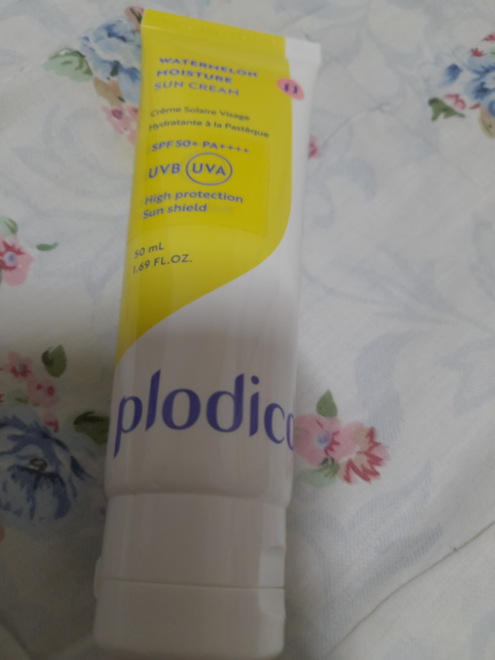 WATERMELON
MOISTURE
SUN CREAM
Crème Solaire Visage
Hydratante à la Pastèque
SPF 50+ PA++++
UVB UVA
High protection
Sun shield
50 mL
1.69 FL.OZ.
plodica